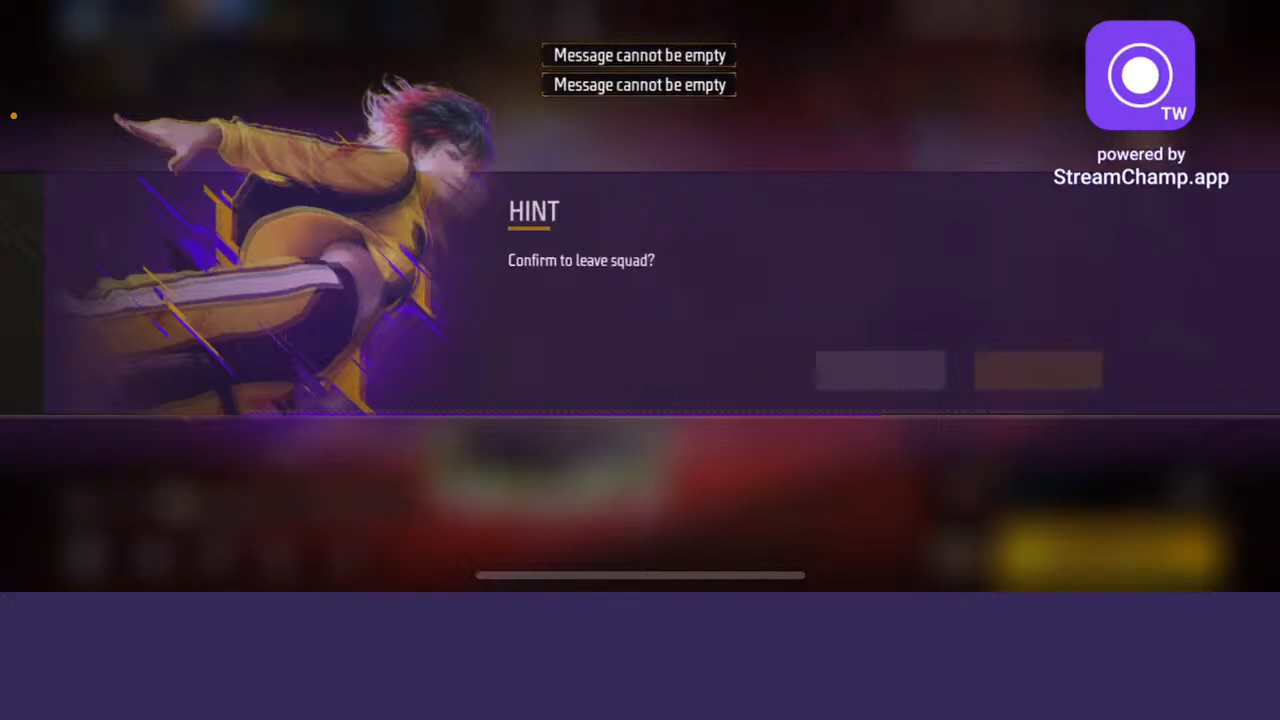 Message cannot be empty
Message cannot be empty
TW
powered by
StreamChamp.app
HINT
Confirm to leave squad?